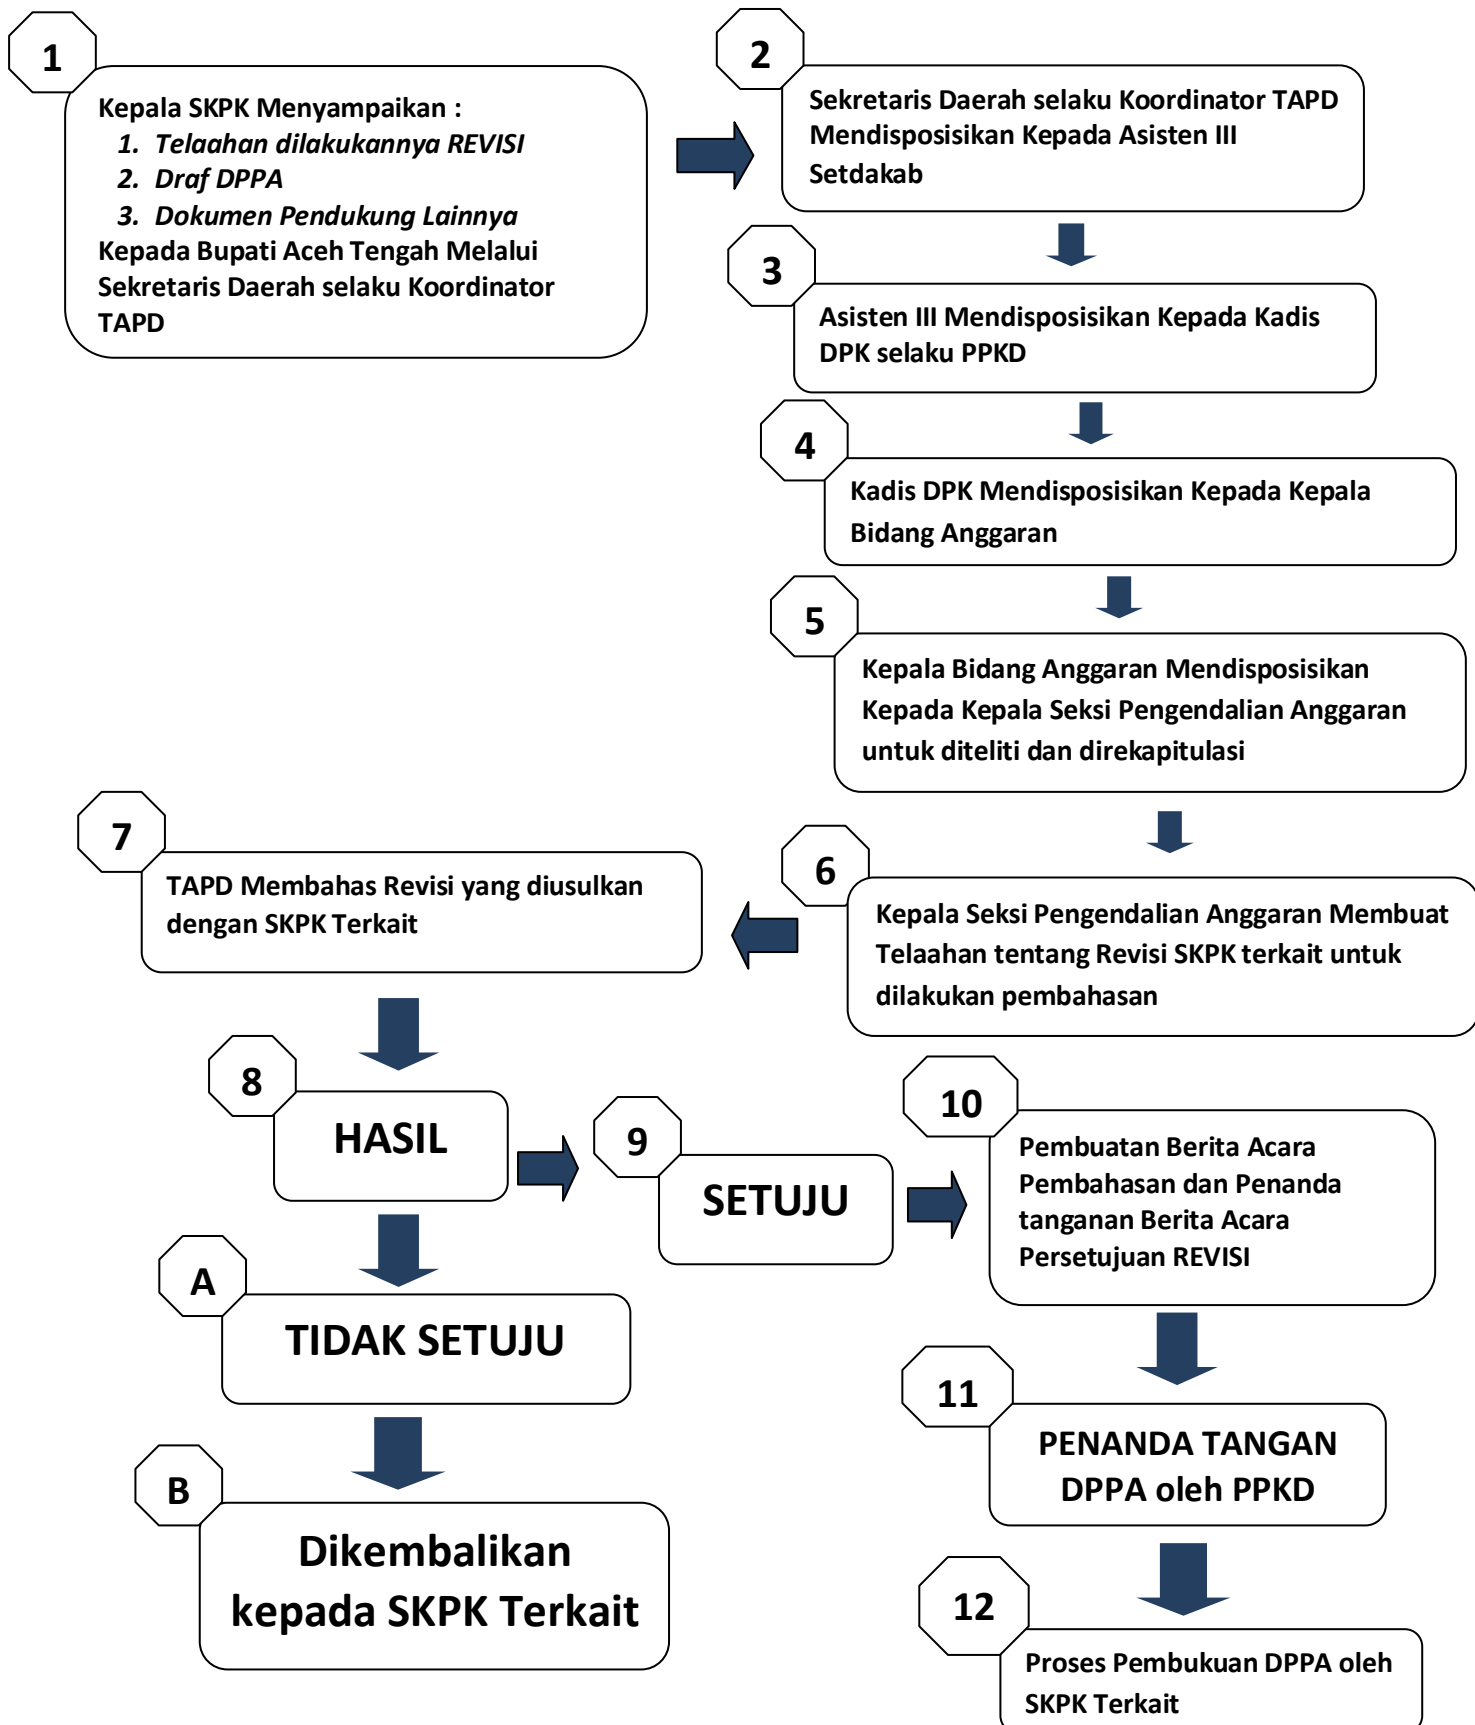 1
Kepala SKPK Menyampaikan :
1. Telaahan dilakukannya REVISI
2. Draf DPPA
3. Dokumen Pendukung Lainnya
Kepada Bupati Aceh Tengah Melalui
Sekretaris Daerah selaku Koordinator
TAPD
2
Sekretaris Daerah selaku Koordinator TAPD
Mendisposisikan Kepada Asisten III
Setdakab
3
Asisten III Mendisposisikan Kepada Kadis
DPK selaku PPKD
4
Kadis DPK Mendisposisikan Kepada Kepala
Bidang Anggaran
5
Kepala Bidang Anggaran Mendisposisikan
Kepada Kepala Seksi Pengendalian Anggaran
untuk diteliti dan direkapitulasi
6
Kepala Seksi Pengendalian Anggaran Membuat
Telaahan tentang Revisi SKPK terkait untuk
dilakukan pembahasan
7
TAPD Membahas Revisi yang diusulkan
dengan SKPK Terkait
8
HASIL
9
SETUJU
10
Pembuatan Berita Acara
Pembahasan dan Penanda
tanganan Berita Acara
Persetujuan REVISI
A
TIDAK SETUJU
11
PENANDA TANGAN
DPPA oleh PPKD
B
Dikembalikan
kepada SKPK Terkait
12
Proses Pembukuan DPPA oleh
SKPK Terkait